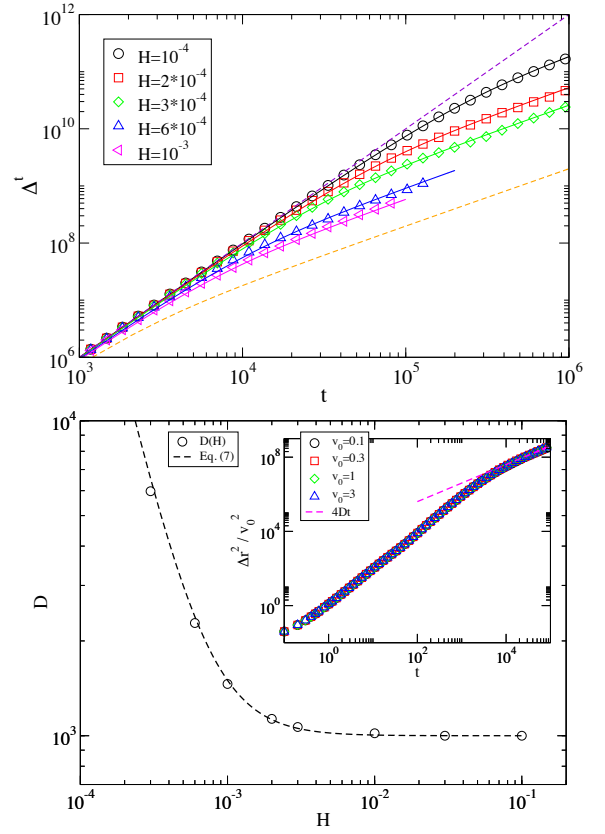 10^12
10^10
10^8
10^6
Δ^t
H=10^-4
H=2*10^-4
H=3*10^-4
H=6*10^-4
H=10^-3
10^3 10^4 10^5 10^6
t
10^4
10^3
D
D(H)
Eq. (7)
v_0=0.1
v_0=0.3
v_0=1
v_0=3
4Dt
10^8
10^4
10^0
Δr^2 / v_0^2
10^0 10^2 10^4
t
10^-4 10^-3 10^-2 10^-1
H